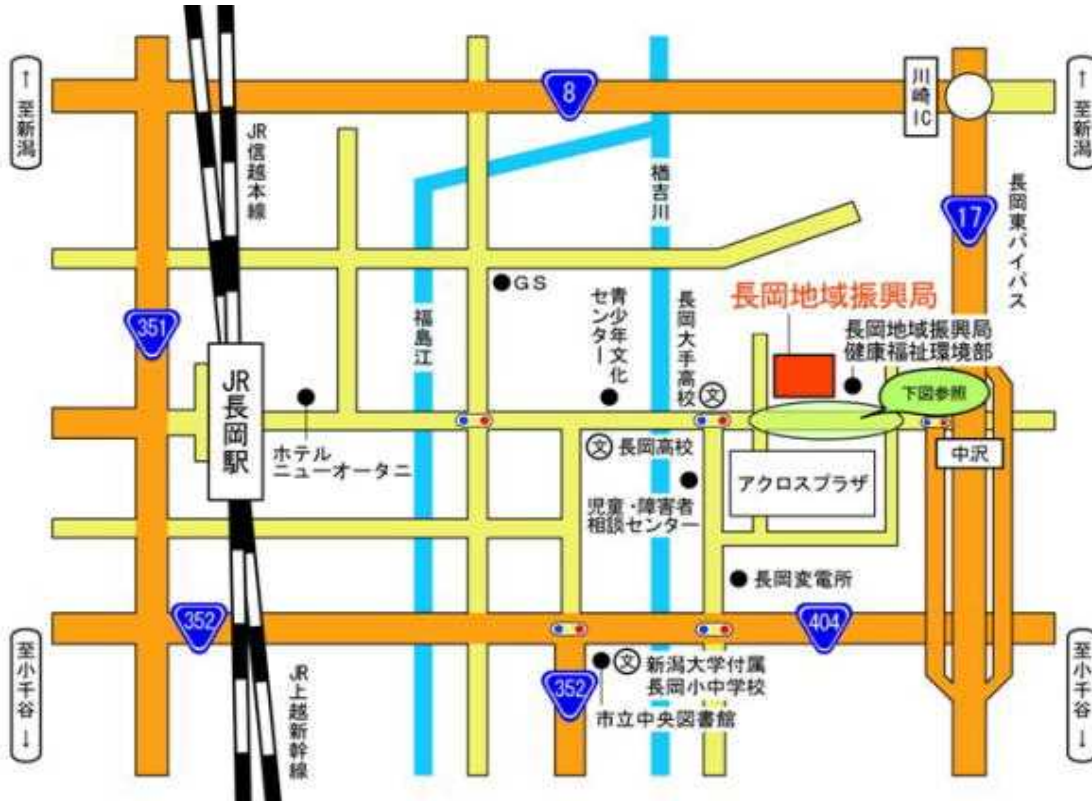 ↑至新潟
8
川崎IC
↑至新潟
JR信越本線
楢吉川
17
長岡東バイパス
GS
長岡地域振興局
351
福島江
青少年文化
センター
長岡大手高校
文
長岡地域振興局
健康福祉環境部
下図参照
JR長岡駅
ホテル
ニューオータニ
文 長岡高校
アクロスプラザ
中沢
児童・障害者
相談センター
長岡変電所
352
404
至小千谷↓
JR上越新幹線
352
文 新潟大学付属
長岡小中学校
市立中央図書館
至小千谷↓